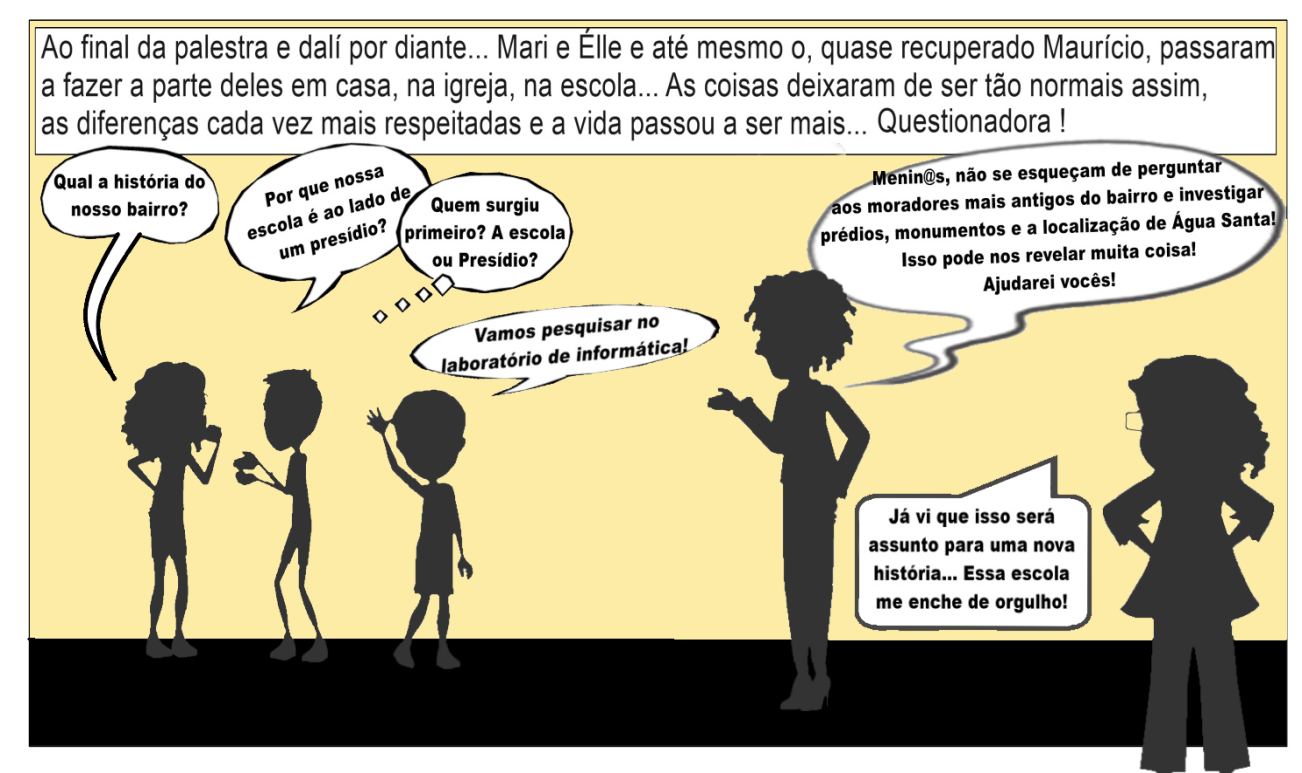 Ao final da palestra e dalí por diante... Mari e Élle e até mesmo o, quase recuperado Maurício, passaram
a fazer a parte deles em casa, na igreja, na escola... As coisas deixaram de ser tão normais assim,
as diferenças cada vez mais respeitadas e a vida passou a ser mais... Questionadora !
Qual a história do
nosso bairro?
Por que nossa
escola é ao lado de
um presídio?
Quem surgiu
primeiro? A escola
ou Presídio?
Vamos pesquisar no
laboratório de informática!
Menin@s, não se esqueçam de perguntar
aos moradores mais antigos do bairro e investigar
prédios, monumentos e a localização de Água Santa!
Isso pode nos revelar muita coisa!
Ajudarei vocês!
Já vi que isso será
assunto para uma nova
história... Essa escola
me enche de orgulho!